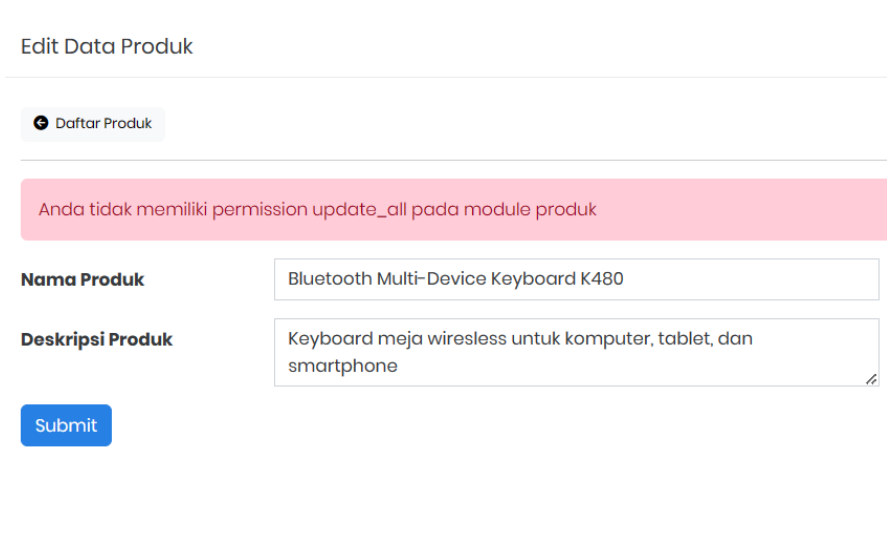 Edit Data Produk
Daftar Produk
Anda tidak memiliki permission update_all pada module produk
Nama Produk
Bluetooth Multi-Device Keyboard K480
Deskripsi Produk
Keyboard meja wiresless untuk komputer, tablet, dan
smartphone
Submit